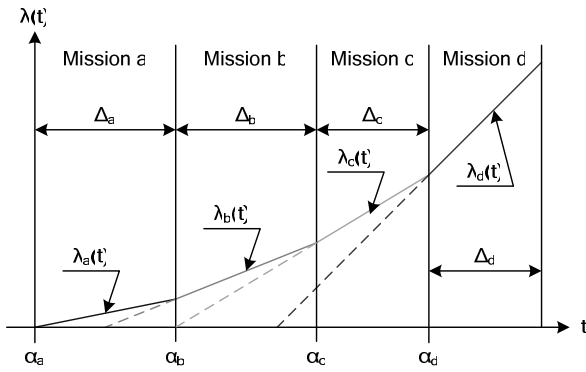 λ(t)
Mission a Mission b Mission c Mission d
Δa Δb Δc
λc(t)
λd(t)
λb(t)
λa(t)
Δd
t
αa αb αc αd